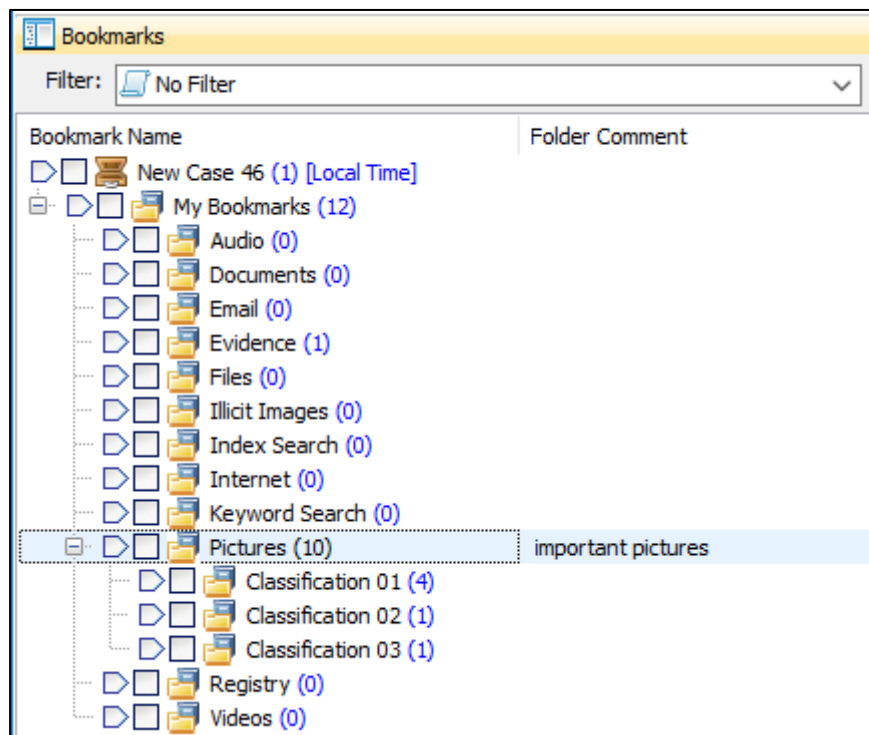 Bookmarks
Filter: No Filter
Bookmark Name Folder Comment
New Case 46 (1) [Local Time]
My Bookmarks (12)
Audio (0)
Documents (0)
Email (0)
Evidence (1)
Files (0)
Illicit Images (0)
Index Search (0)
Internet (0)
Keyword Search (0)
Pictures (10) important pictures
Classification 01 (4)
Classification 02 (1)
Classification 03 (1)
Registry (0)
Videos (0)